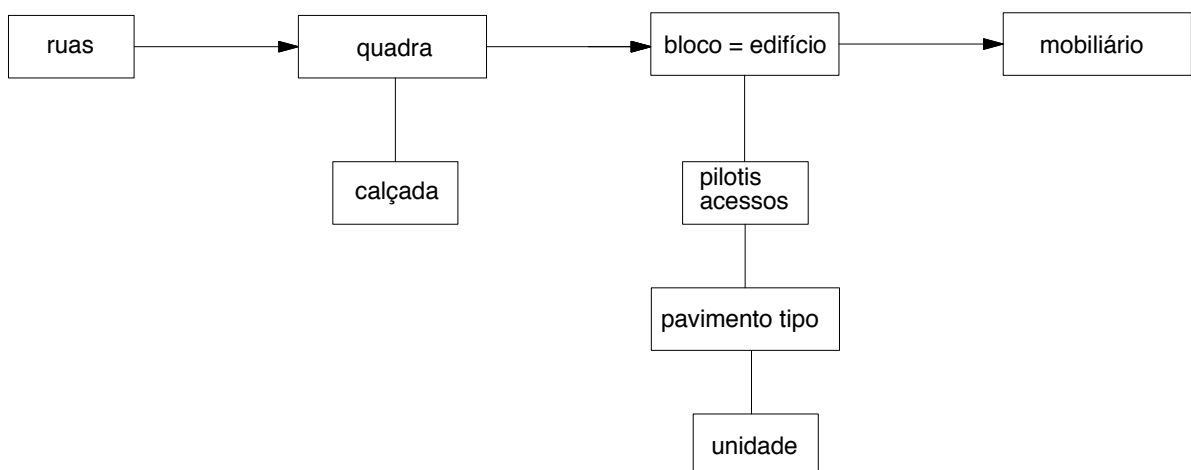 ruas
quadra
bloco = edifício
mobiliário
calçada
pilotis
acessos
pavimento tipo
unidade